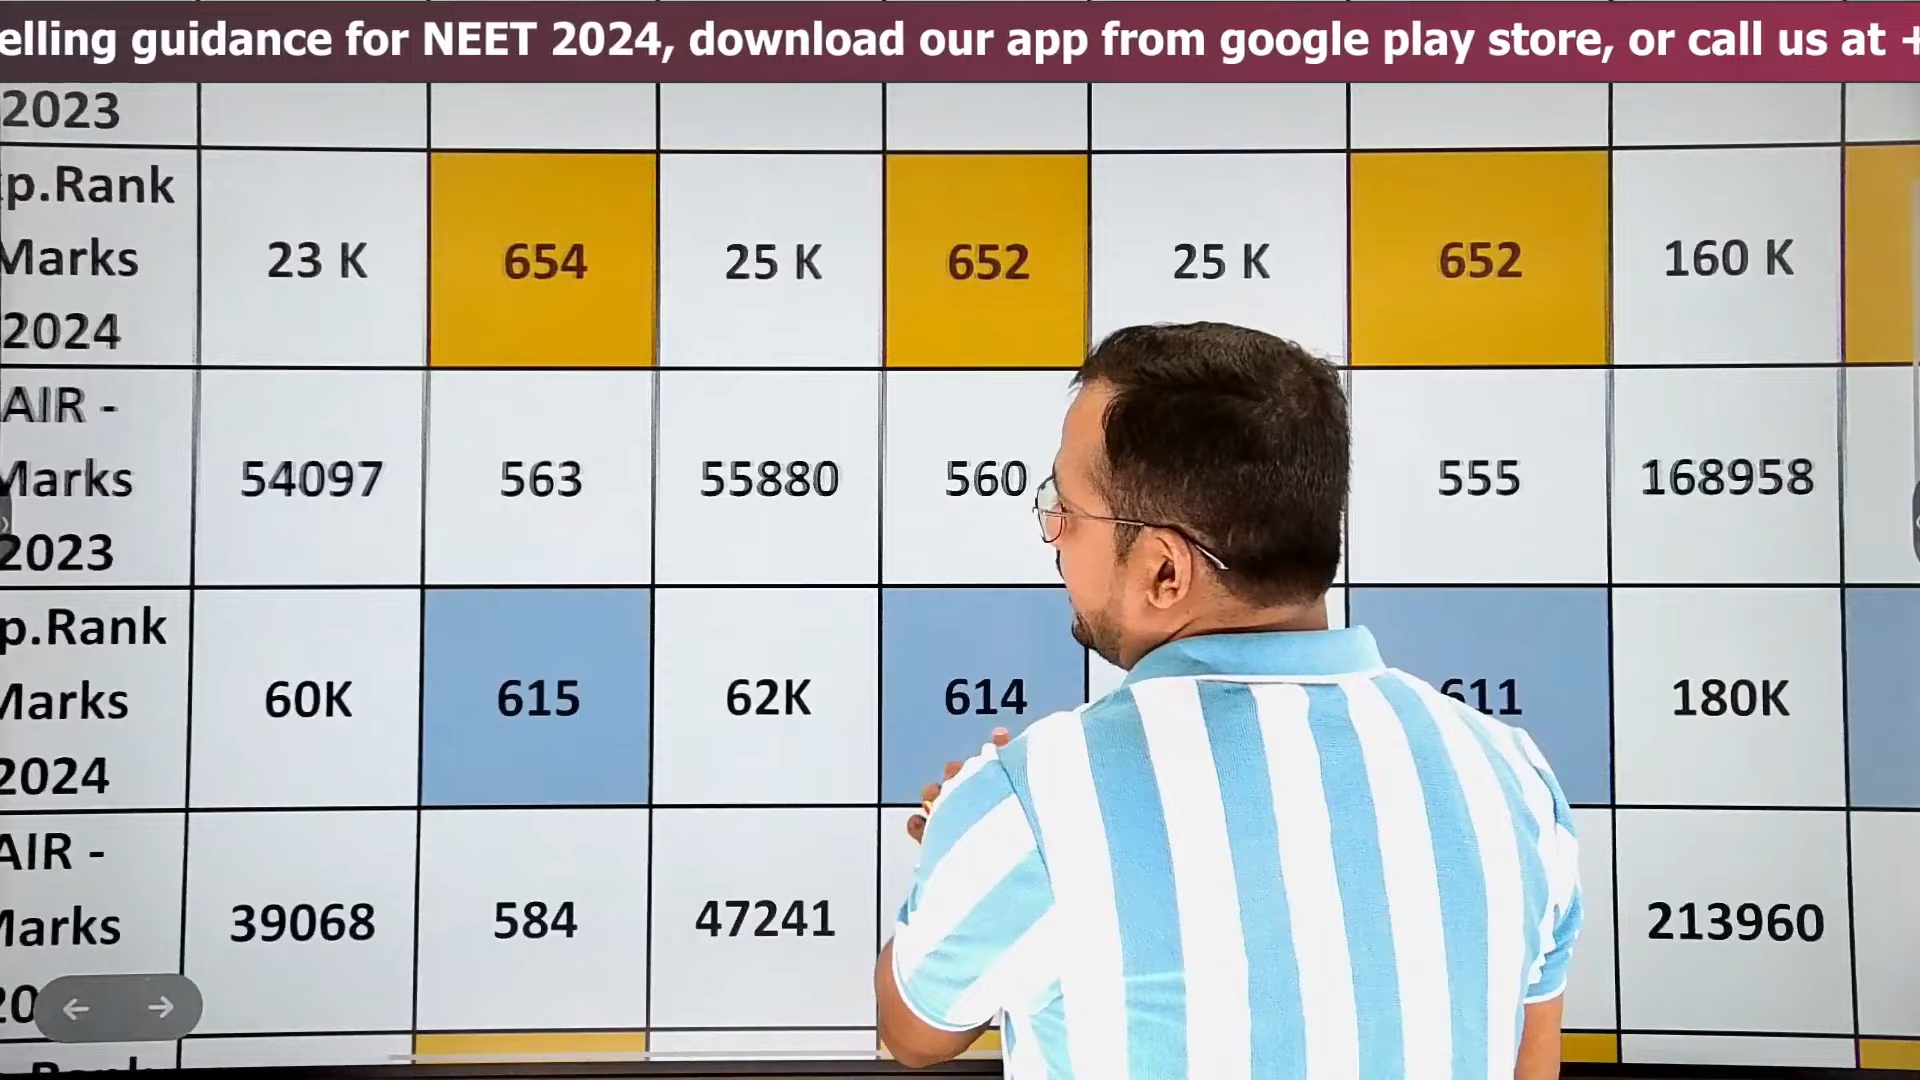 elling guidance for NEET 2024, download our app from google play store, or call us at +
2023
p.Rank
Marks
2024
23 K 654 25 K 652 25 K 652 160 K
AIR -
Marks
2023
54097 563 55880 560 555 168958
p.Rank
Marks
2024
60K 615 62K 614 611 180K
AIR -
Marks
20
39068 584 47241 213960